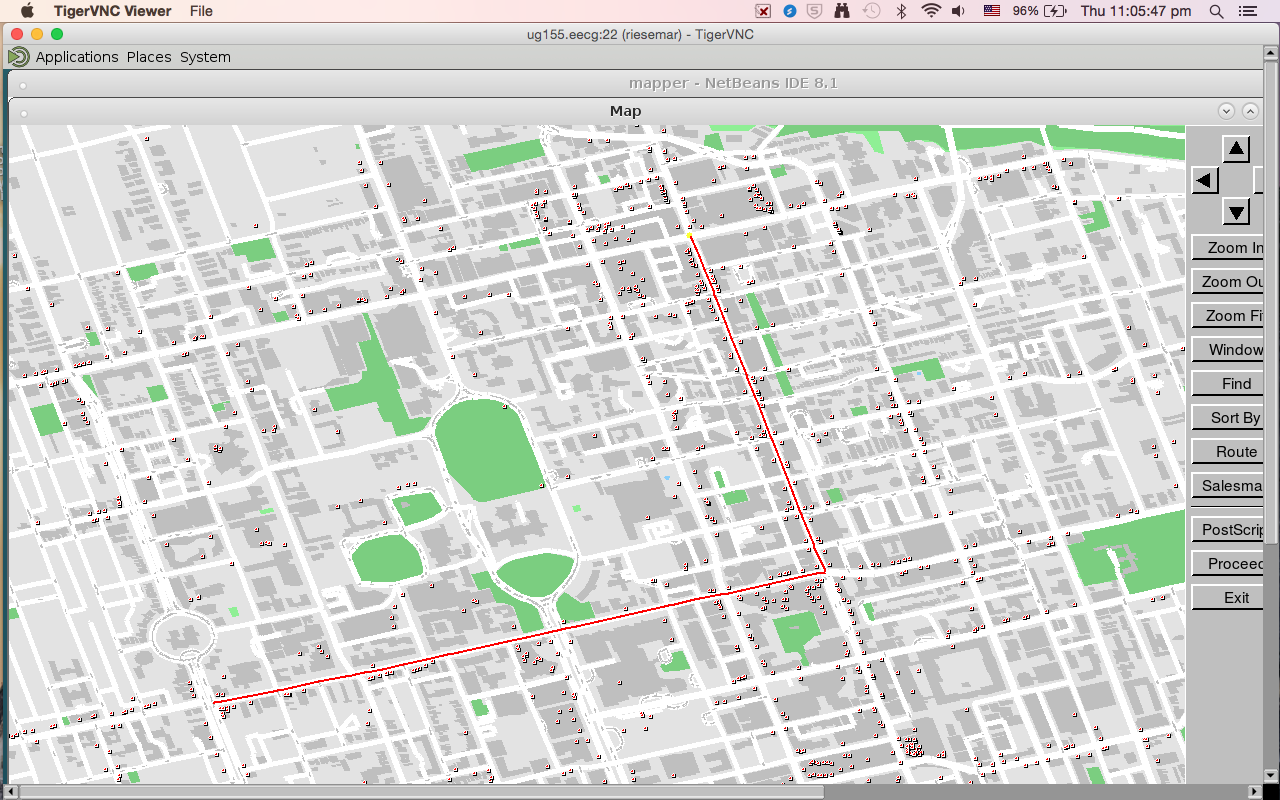 TigerVNC Viewer File 96% Thu 11:05:47 pm
ug155.eecg:22 (riesemar) - TigerVNC
Applications Places System
mapper - NetBeans IDE 8.1
Map
Zoom In
Zoom Ou
Zoom Fi
Window
Find
Sort By
Route
Salesma
PostScrip
Proceed
Exit